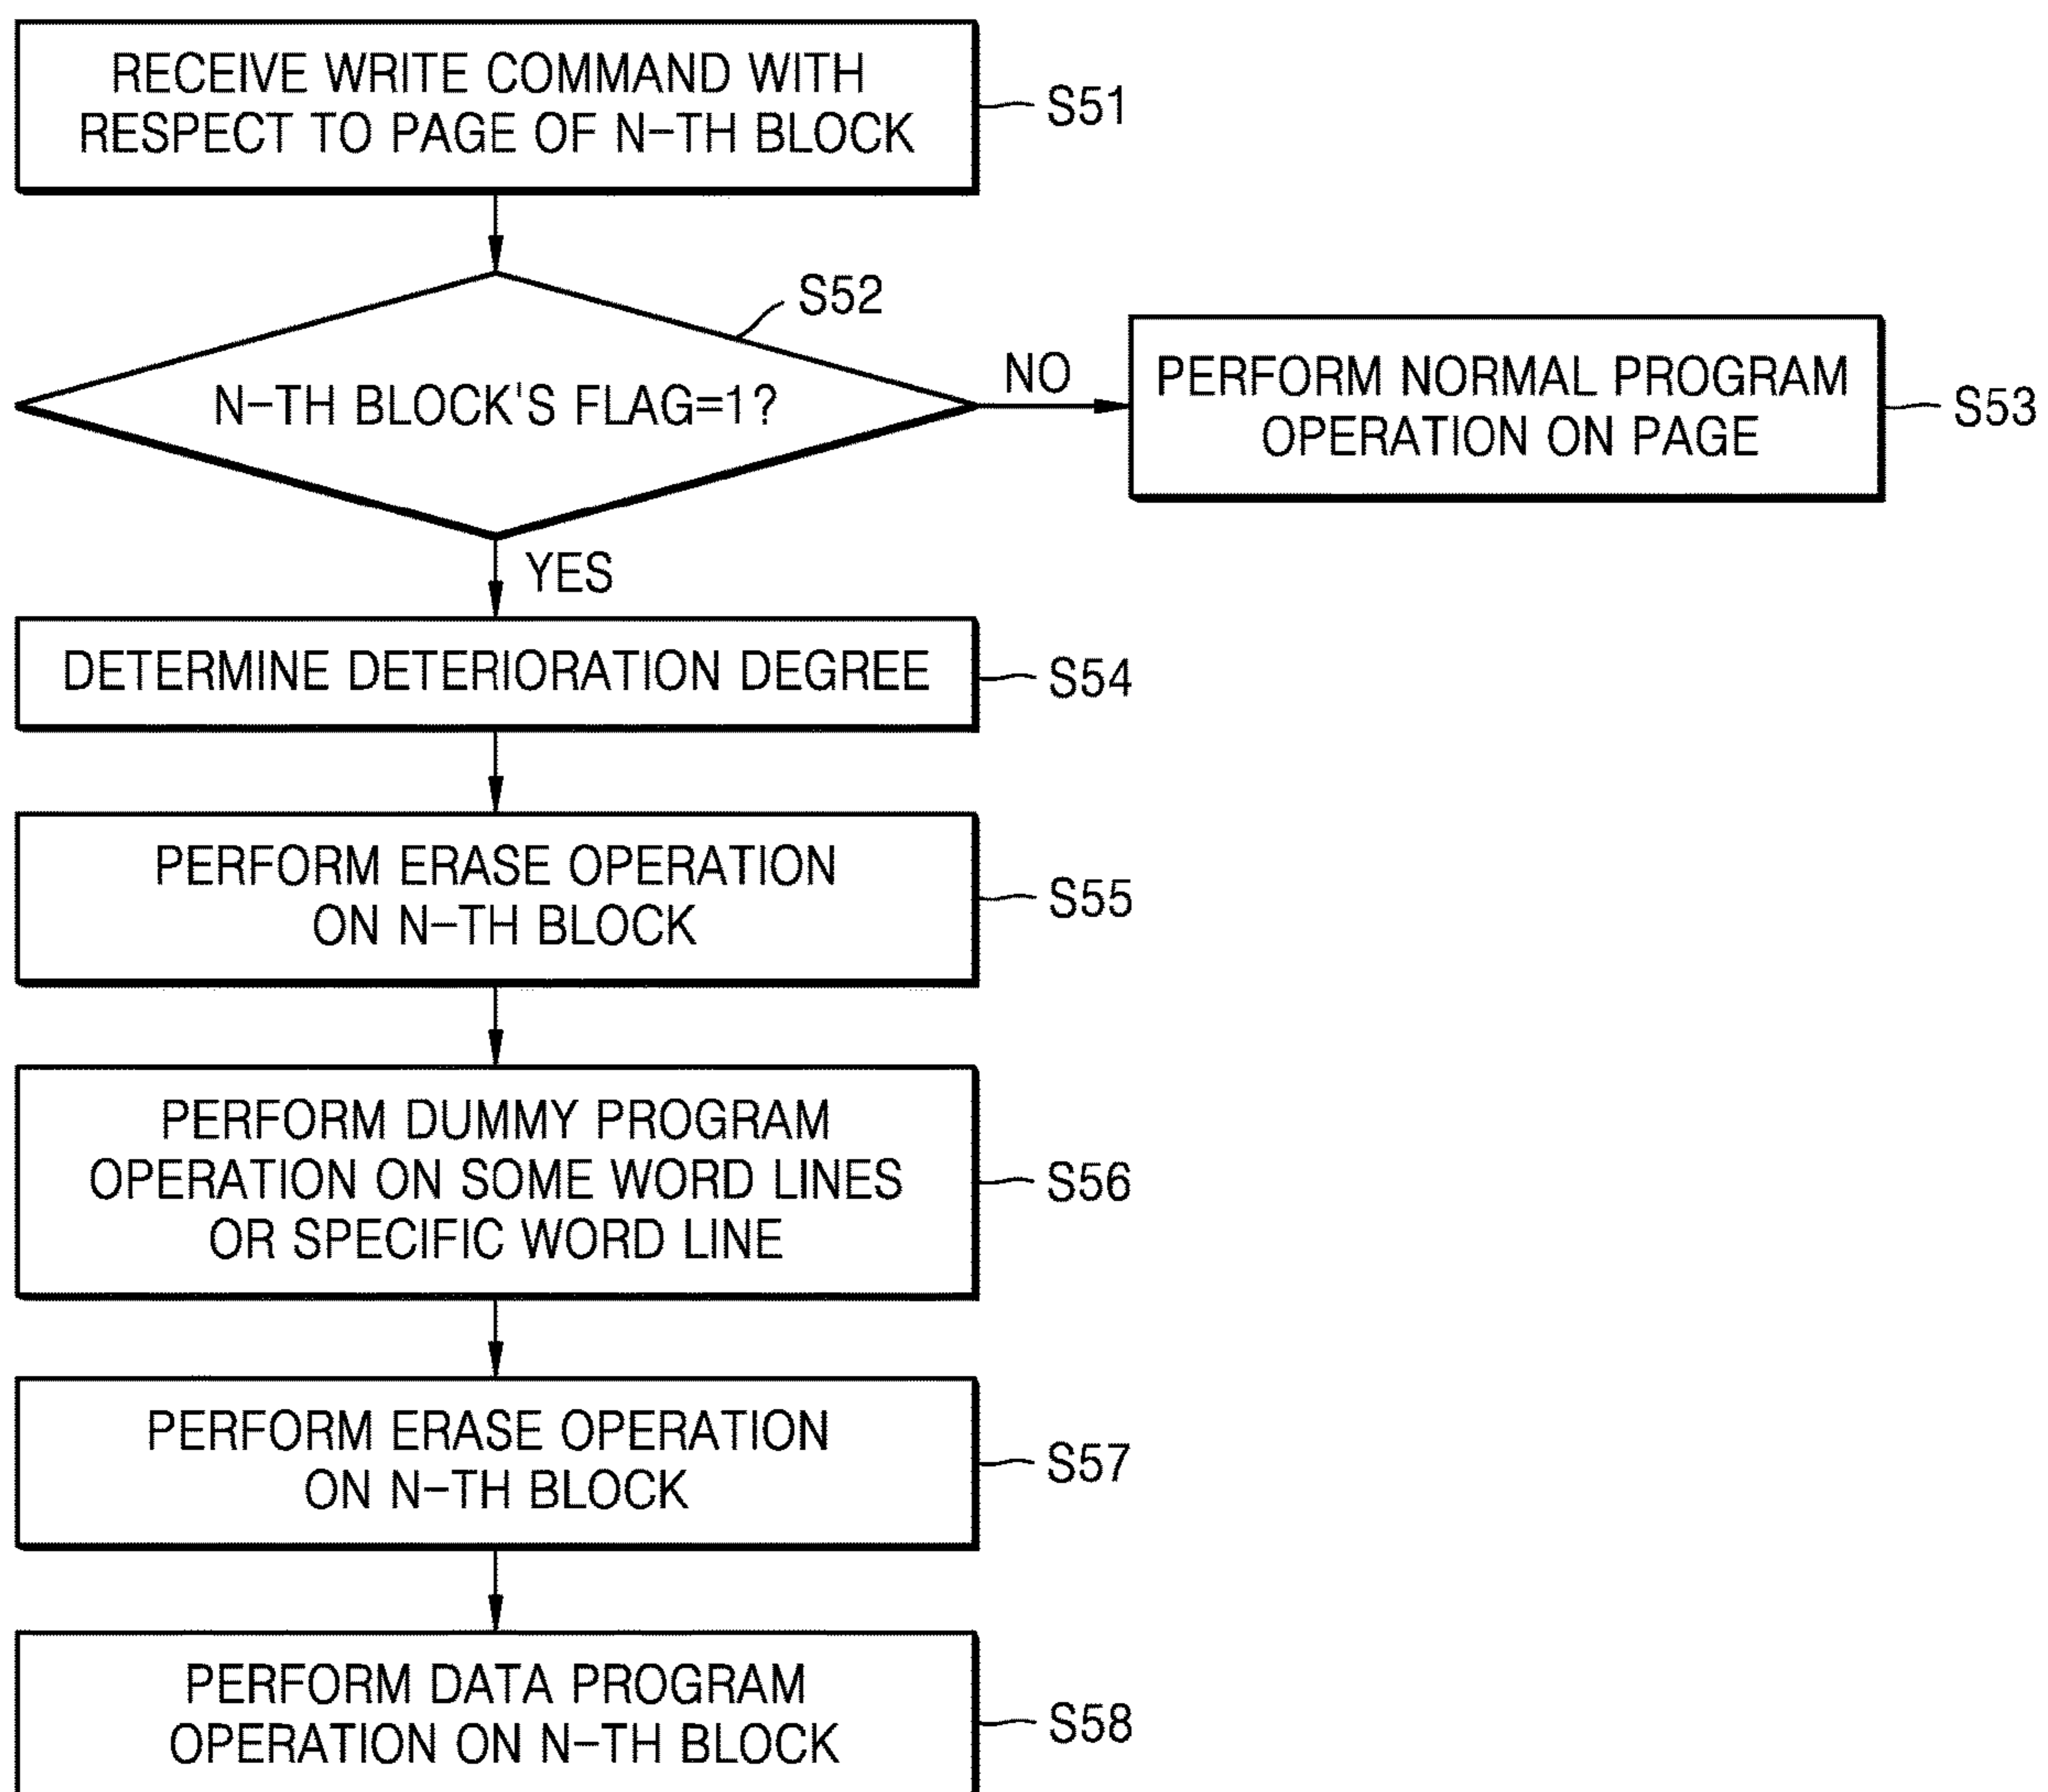 RECEIVE WRITE COMMAND WITH
RESPECT TO PAGE OF N-TH BLOCK
S51
S52
N-TH BLOCK'S FLAG=1?
NO
PERFORM NORMAL PROGRAM
OPERATION ON PAGE
S53
YES
DETERMINE DETERIORATION DEGREE
S54
PERFORM ERASE OPERATION
ON N-TH BLOCK
S55
PERFORM DUMMY PROGRAM
OPERATION ON SOME WORD LINES
OR SPECIFIC WORD LINE
S56
PERFORM ERASE OPERATION
ON N-TH BLOCK
S57
PERFORM DATA PROGRAM
OPERATION ON N-TH BLOCK
S58